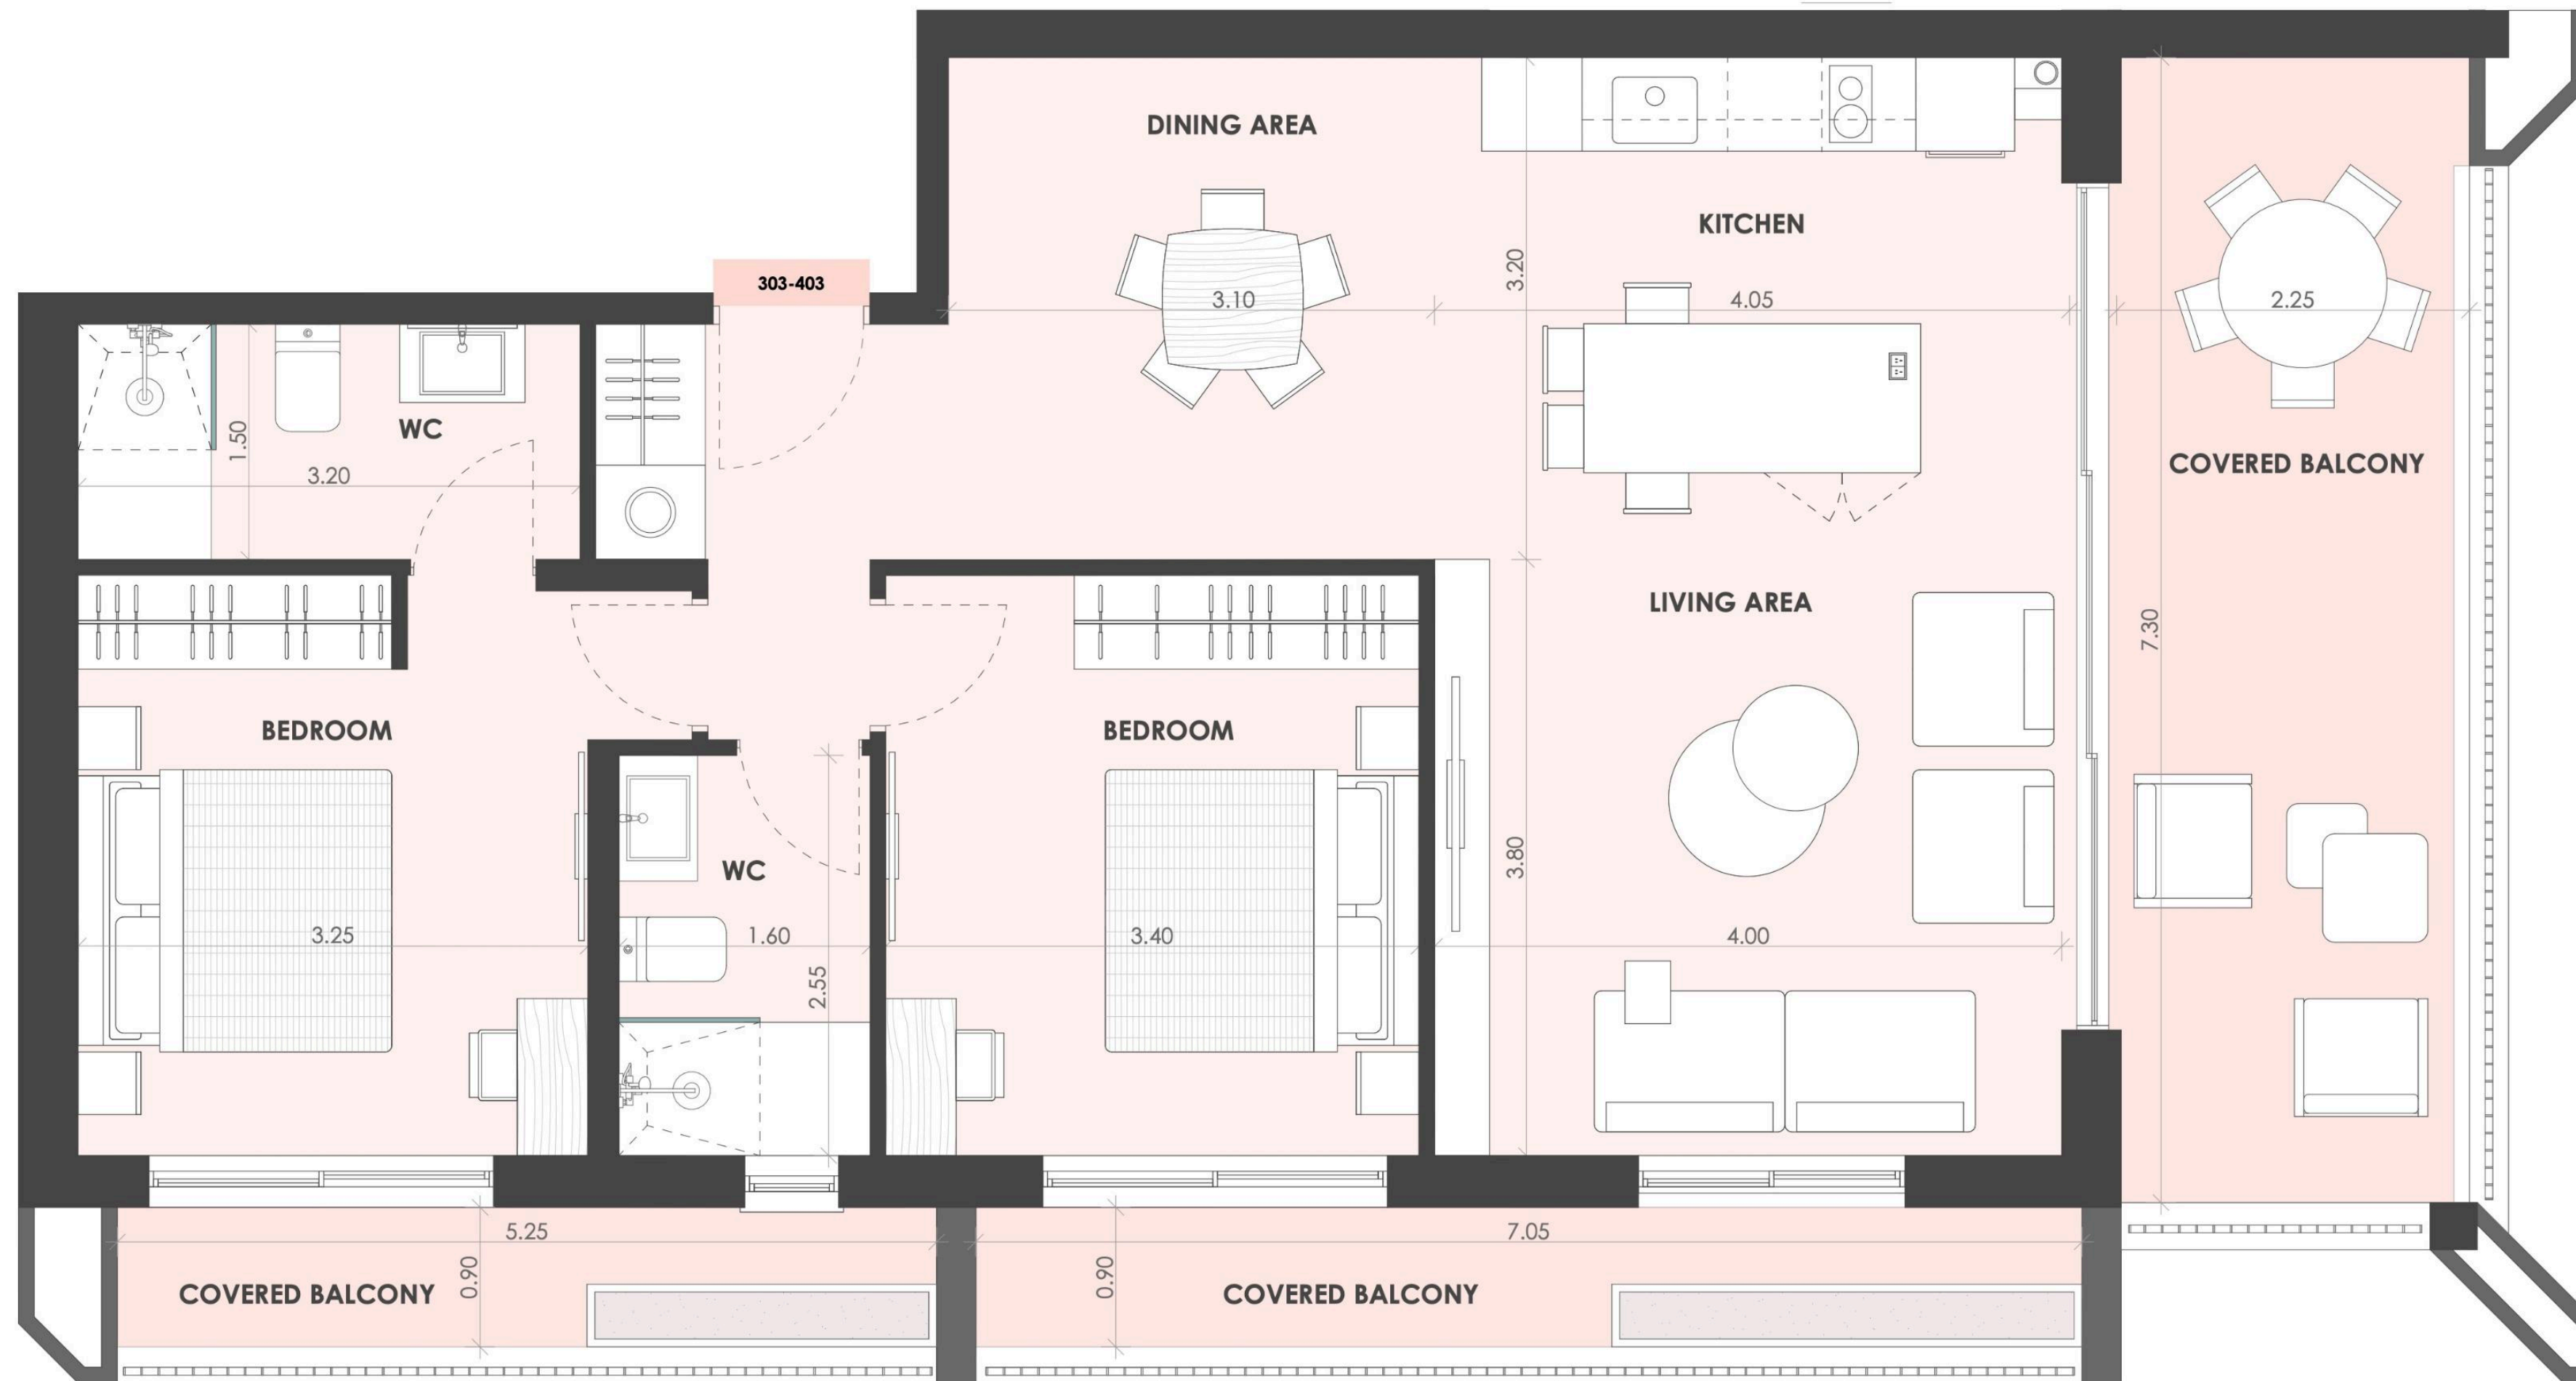 DINING AREA
KITCHEN
303-403
3.20
3.10
4.05
2.25
WC
1.50
3.20
COVERED BALCONY
LIVING AREA
7.30
BEDROOM
BEDROOM
WC
3.80
3.25
1.60
2.55
3.40
4.00
5.25
7.05
0.90
0.90
COVERED BALCONY
COVERED BALCONY